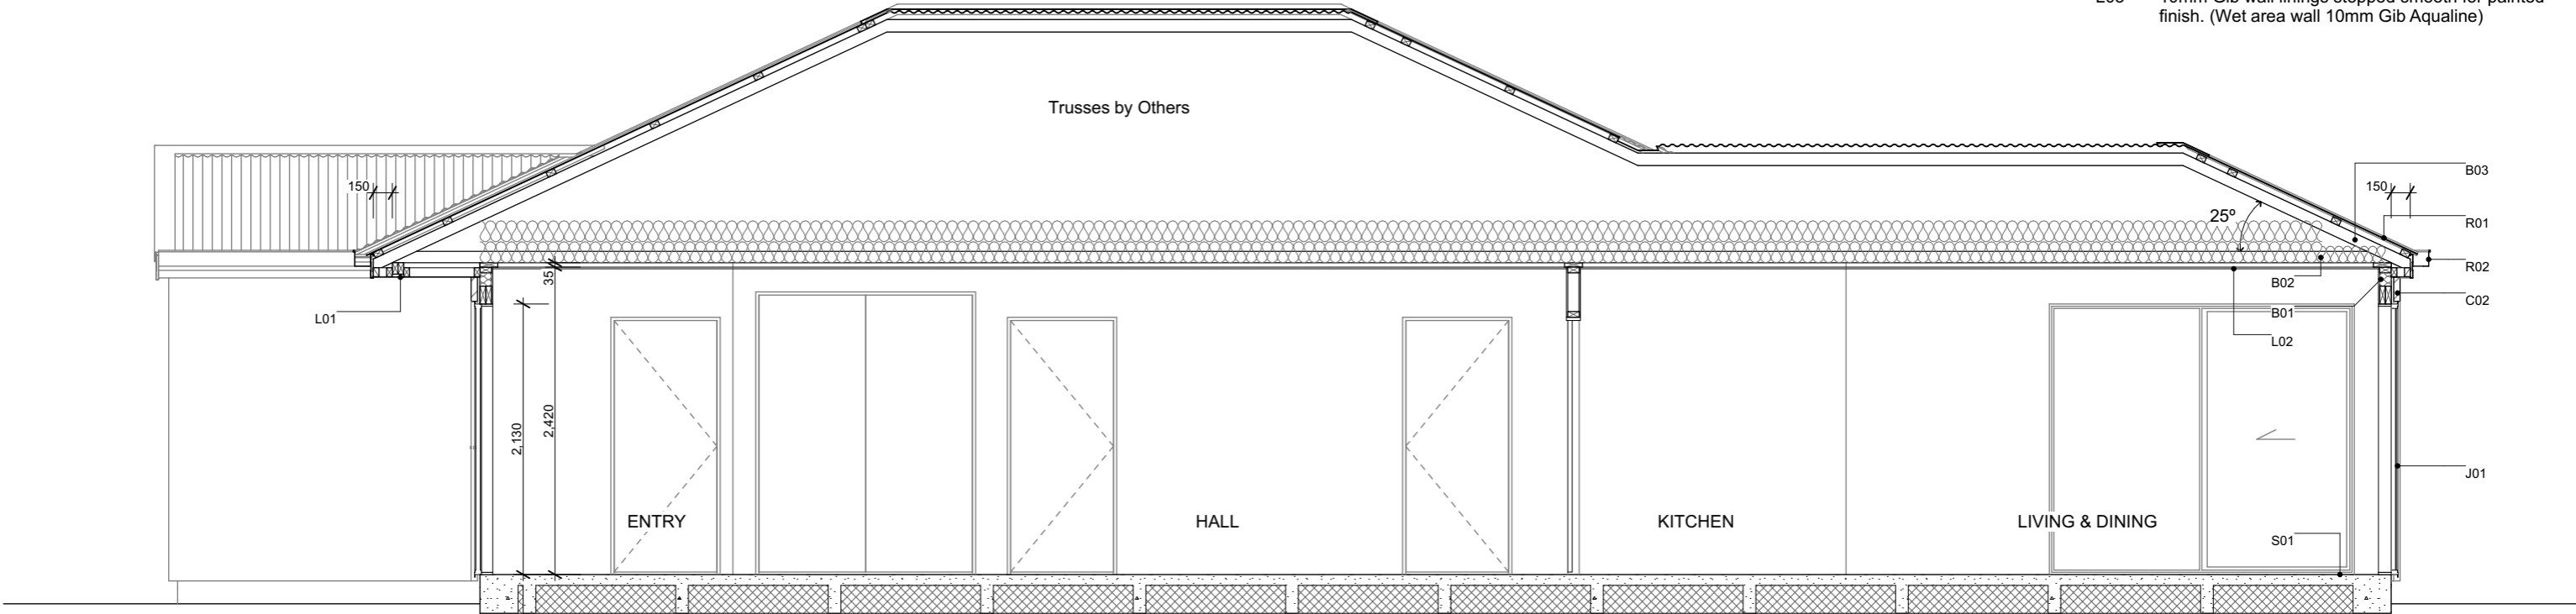 finish. (Wet area wall 10mm Gib Aqualine)
Trusses by Others
150
150
25º
B03
R01
R02
B02
C02
B01
L02
L01
35
2,130
2,420
J01
ENTRY
HALL
KITCHEN
LIVING & DINING
S01